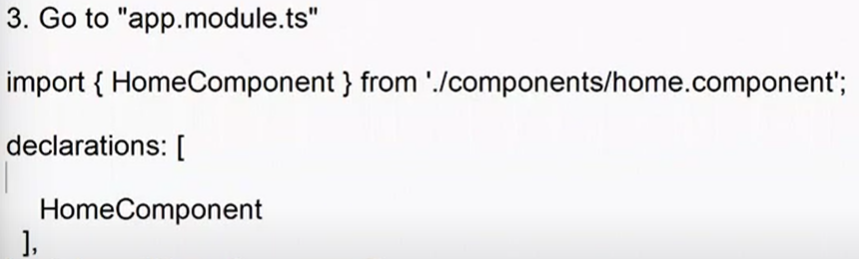 3. Go to "app.module.ts"
import { HomeComponent } from './components/home.component';
declarations: [
HomeComponent
],